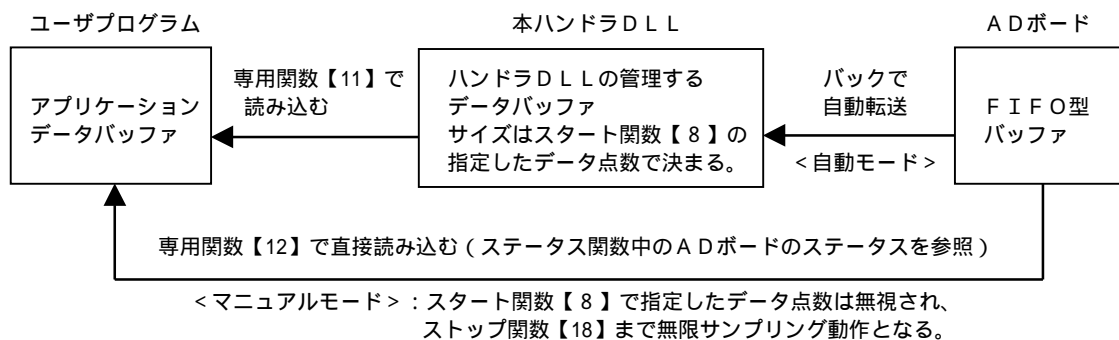 ユーザプログラム
本ハンドラＤＬＬ
ＡＤボード
アプリケーション
データバッファ
専用関数【11】で
読み込む
ハンドラＤＬＬの管理する
データバッファ
サイズはスタート関数【８】の
指定したデータ点数で決まる。
バックで
自動転送
＜自動モード＞
ＦＩＦＯ型
バッファ
専用関数【12】で直接読み込む（ステータス関数中のＡＤボードのステータスを参照）
＜マニュアルモード＞：スタート関数【８】で指定したデータ点数は無視され、
ストップ関数【18】まで無限サンプリング動作となる。